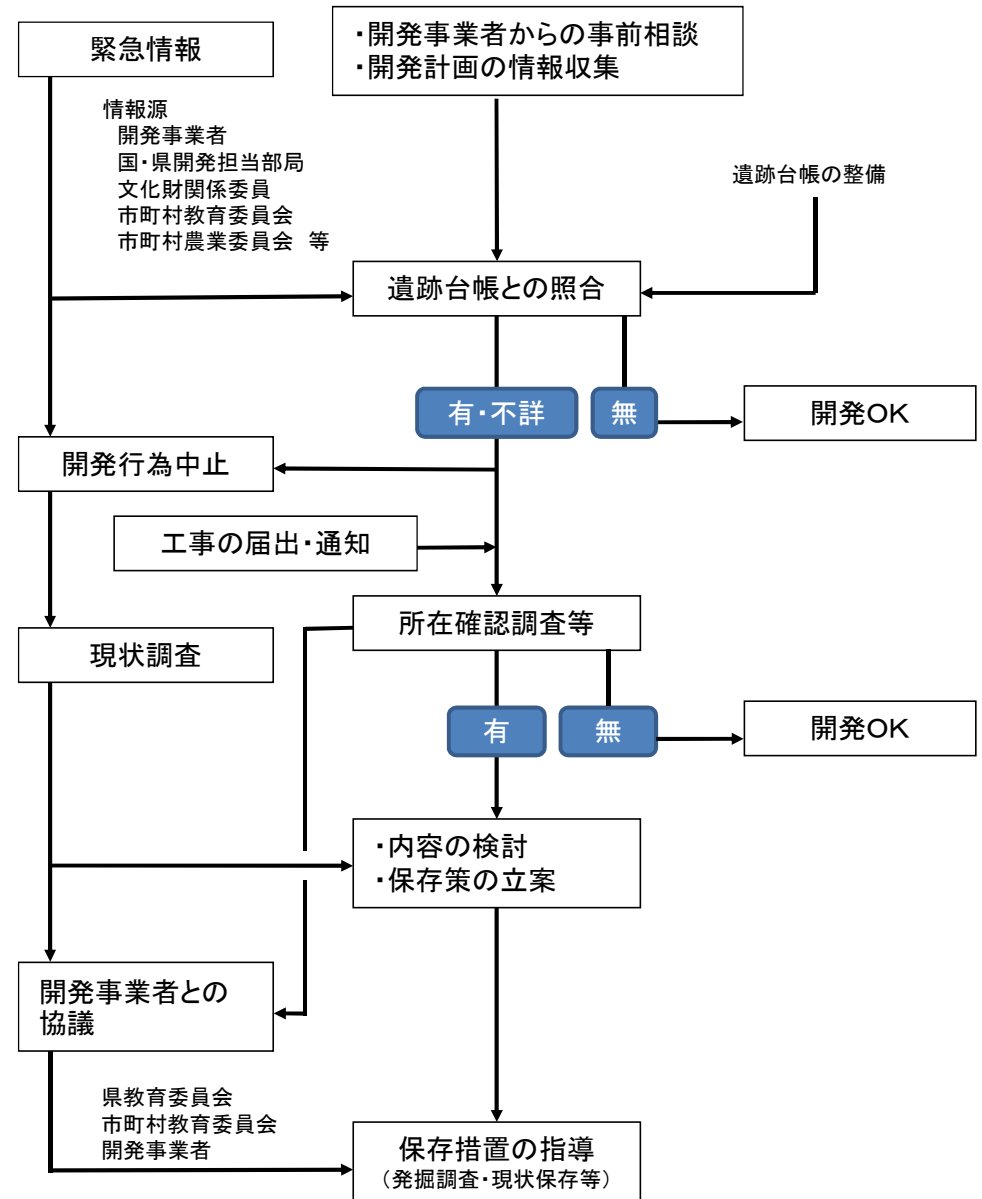 緊急情報
・開発事業者からの事前相談
・開発計画の情報収集
情報源
開発事業者
国・県開発担当部局
文化財関係委員
市町村教育委員会
市町村農業委員会　等
遺跡台帳の整備
遺跡台帳との照合
有・不詳
無
開発OK
開発行為中止
工事の届出・通知
所在確認調査等
現状調査
有
無
開発OK
・内容の検討
・保存策の立案
開発事業者との
協議
県教育委員会
市町村教育委員会
開発事業者
保存措置の指導
（発掘調査・現状保存等）